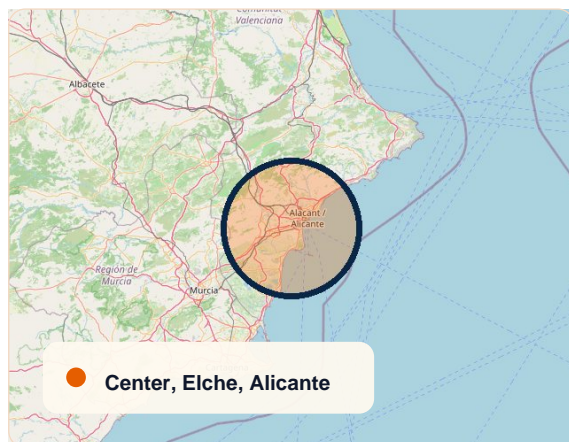 Comunitat
Valenciana
Albacete
Alacant /
Alicante
Región de
Murcia
Murcia
Center, Elche, Alicante